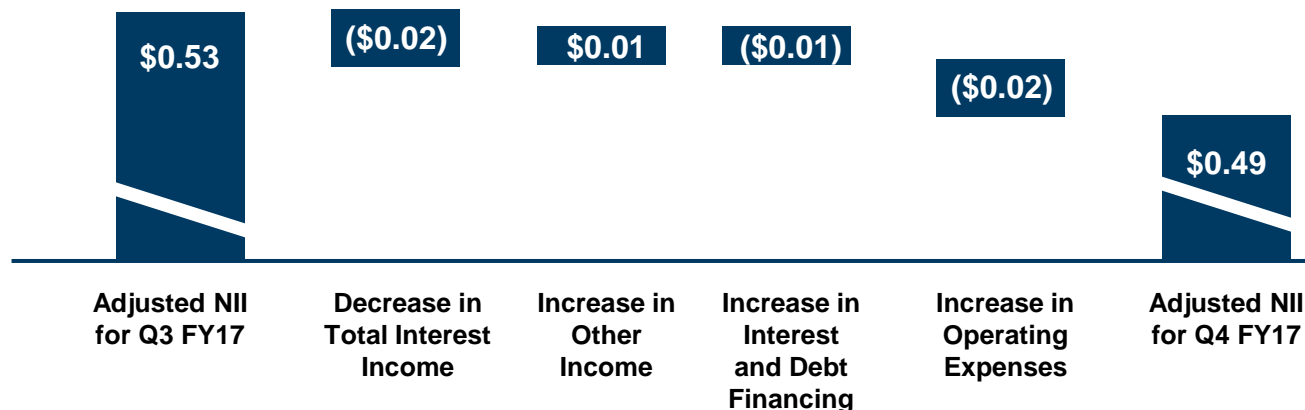 $0.53
($0.02)
$0.01
($0.01)
($0.02)
$0.49
Adjusted NII
for Q3 FY17
Decrease in
Total Interest
Income
Increase in
Other
Income
Increase in
Interest
and Debt
Financing
Increase in
Operating
Expenses
Adjusted NII
for Q4 FY17